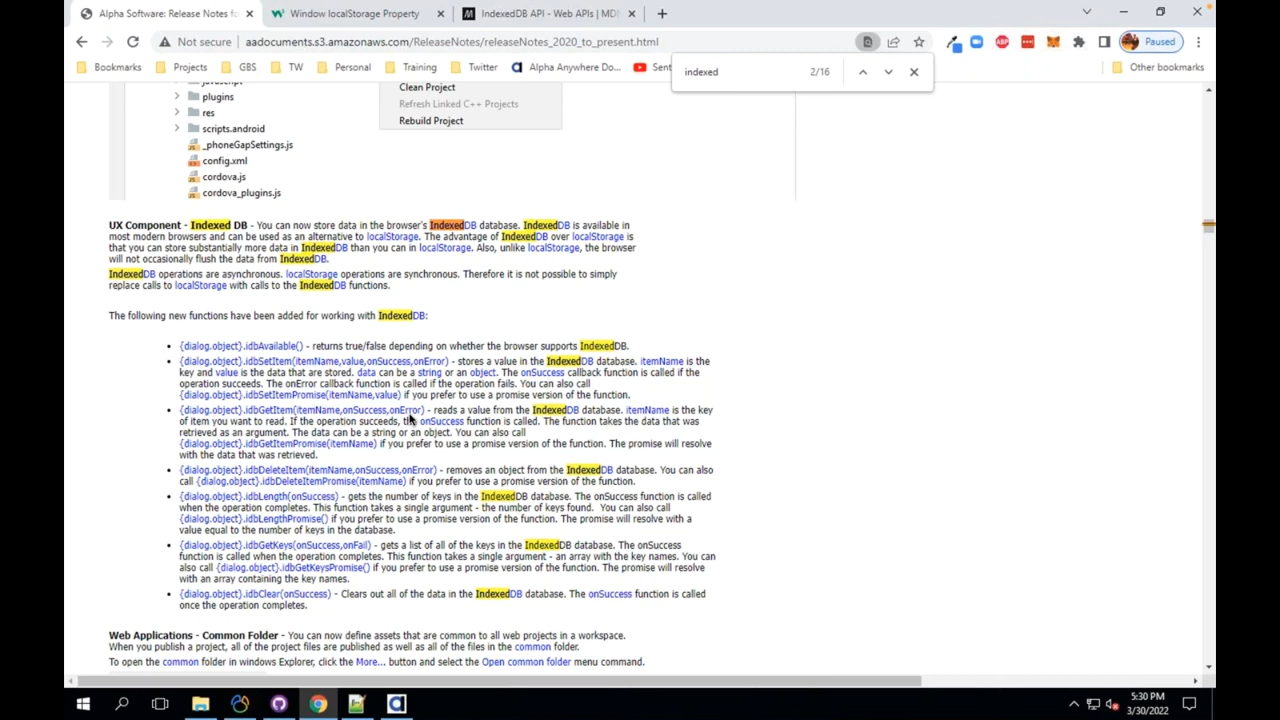 Alpha Software: Release Notes fo
Window localStorage Property
IndexedDB API - Web APIs | MD
Not secure
aadocuments.s3.amazonaws.com/ReleaseNotes/releaseNotes_2020_to_present.html
Paused
Bookmarks
Projects
GBS
TW
Personal
Training
Twitter
Alpha Anywhere Do...
Sent
Other bookmarks
indexed
2/16
javascript
plugins
res
scripts.android
_phoneGapSettings.js
config.xml
cordova.js
cordova_plugins.js
Clean Project
Refresh Linked C++ Projects
Rebuild Project
UX Component - Indexed DB - You can now store data in the browser's IndexedDB database. IndexedDB is available in
most modern browsers and can be used as an alternative to localStorage. The advantage of IndexedDB over localStorage is
that you can store substantially more data in IndexedDB than you can in localStorage. Also, unlike localStorage, the browser
will not occasionally flush the data from IndexedDB.
IndexedDB operations are asynchronous. localStorage operations are synchronous. Therefore it is not possible to simply
replace calls to localStorage with calls to the IndexedDB functions.
The following new functions have been added for working with IndexedDB:
• {dialog.object}.idbAvailable() - returns true/false depending on whether the browser supports IndexedDB.
• {dialog.object}.idbSetItem(itemName,value,onSuccess,onError) - stores a value in the IndexedDB database. itemName is the
key and value is the data that are stored. data can be a string or an object. The onSuccess callback function is called if the
operation succeeds. The onError callback function is called if the operation fails. You can also call
{dialog.object}.idbSetItemPromise(itemName,value) if you prefer to use a promise version of the function.
• {dialog.object}.idbGetItem(itemName,onSuccess,onError) - reads a value from the IndexedDB database. itemName is the key
of item you want to read. If the operation succeeds, the onSuccess function is called. The function takes the data that was
retrieved as an argument. The data can be a string or an object. You can also call
{dialog.object}.idbGetItemPromise(itemName) if you prefer to use a promise version of the function. The promise will resolve
with the data that was retrieved.
• {dialog.object}.idbDeleteItem(itemName,onSuccess,onError) - removes an object from the IndexedDB database. You can also
call {dialog.object}.idbDeleteItemPromise(itemName) if you prefer to use a promise version of the function.
• {dialog.object}.idbLength(onSuccess) - gets the number of keys in the IndexedDB database. The onSuccess function is called
when the operation completes. This function takes a single argument - the number of keys found. You can also call
{dialog.object}.idbLengthPromise() if you prefer to use a promise version of the function. The promise will resolve with a
value equal to the number of keys in the database.
• {dialog.object}.idbGetKeys(onSuccess,onFail) - gets a list of all of the keys in the IndexedDB database. The onSuccess
function is called when the operation completes. This function takes a single argument - an array with the key names. You can
also call {dialog.object}.idbGetKeysPromise() if you prefer to use a promise version of the function. The promise will resolve
with an array containing the key names.
• {dialog.object}.idbClear(onSuccess) - Clears out all of the data in the IndexedDB database. The onSuccess function is called
once the operation completes.
Web Applications - Common Folder - You can now define assets that are common to all web projects in a workspace.
When you publish a project, all of the project files are published as well as all of the files in the common folder.
To open the common folder in windows Explorer, click the More... button and select the Open common folder menu command.
5:30 PM
3/30/2022